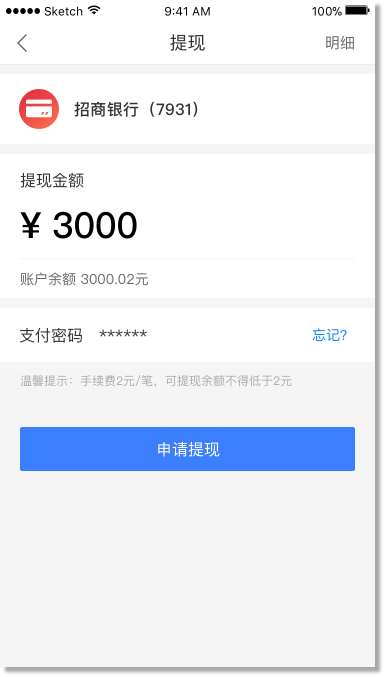 Sketch 9:41 AM 100%
提现 明细
招商银行（7931）
提现金额
¥ 3000
账户余额 3000.02元
支付密码 ****** 忘记?
温馨提示：手续费2元/笔，可提现余额不得低于2元
申请提现